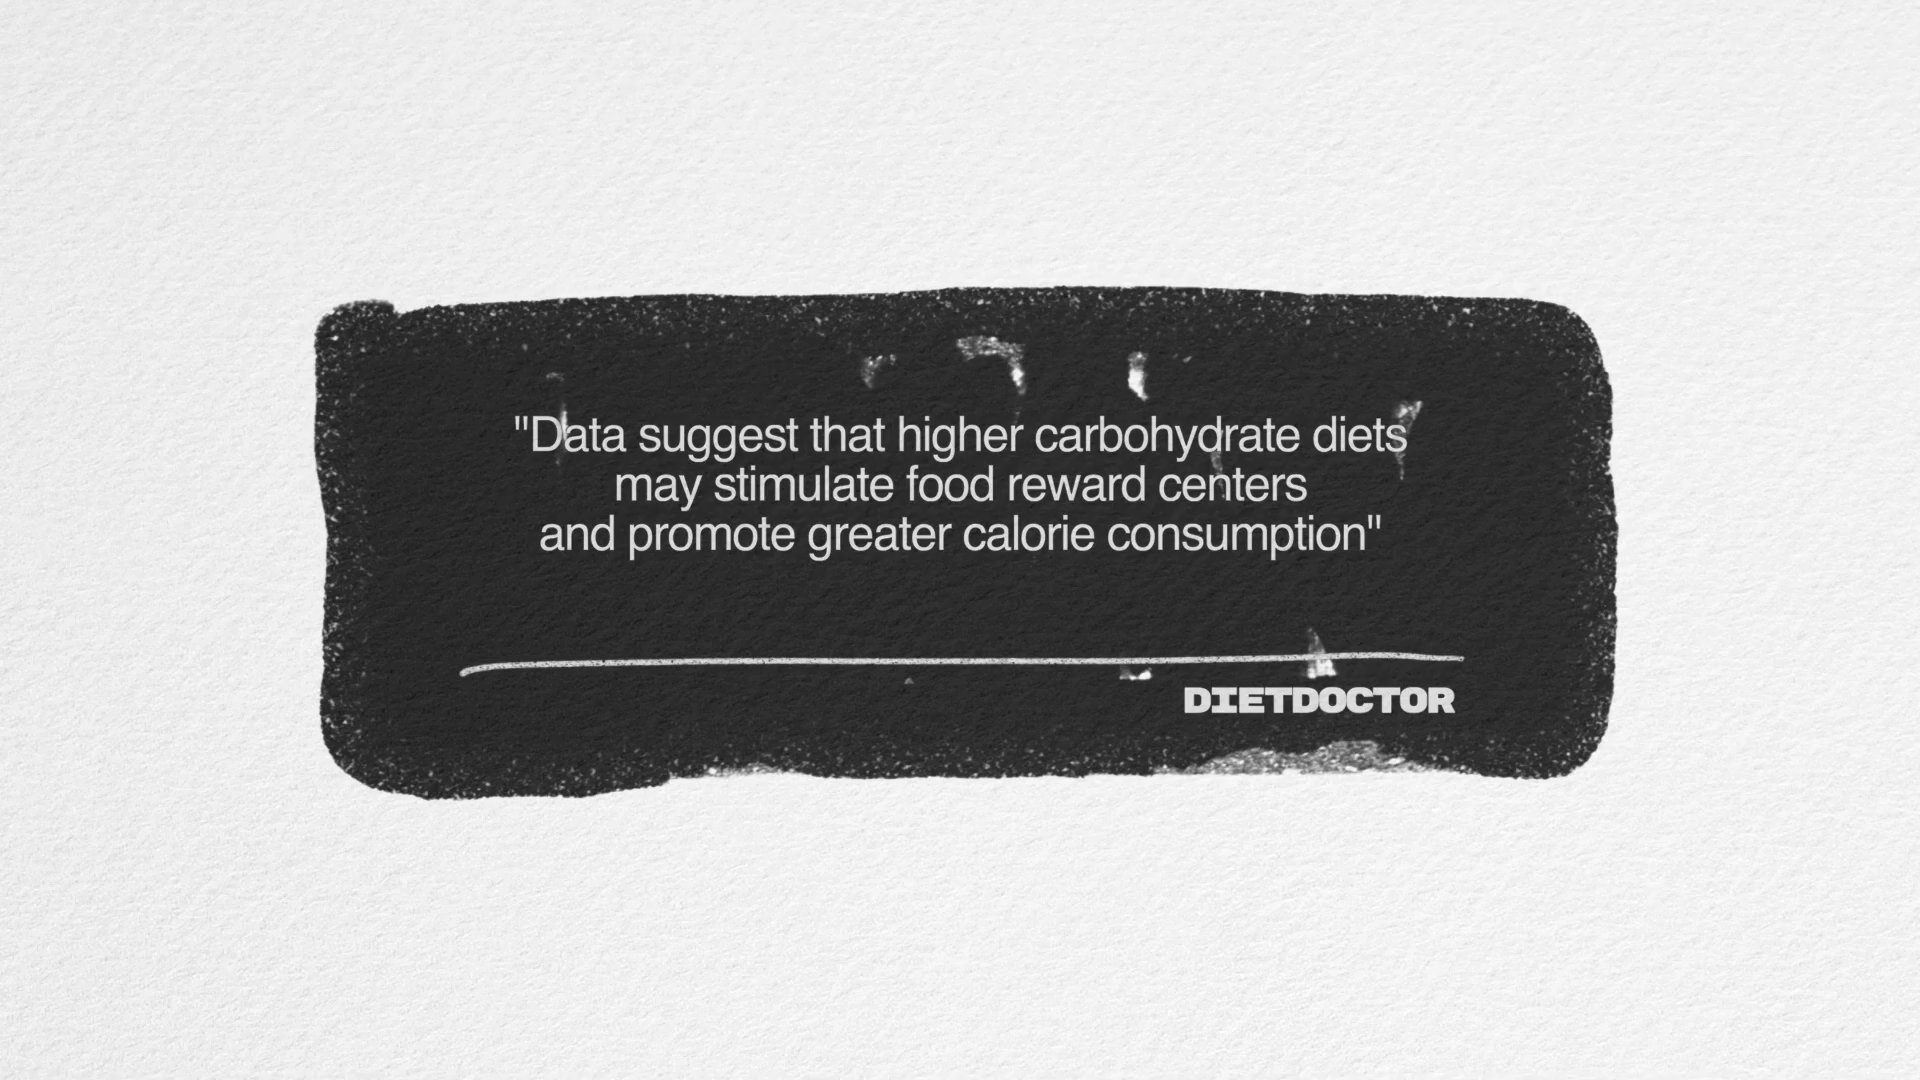 "Data suggest that higher carbohydrate diets
may stimulate food reward centers
and promote greater calorie consumption"
DIETDOCTOR